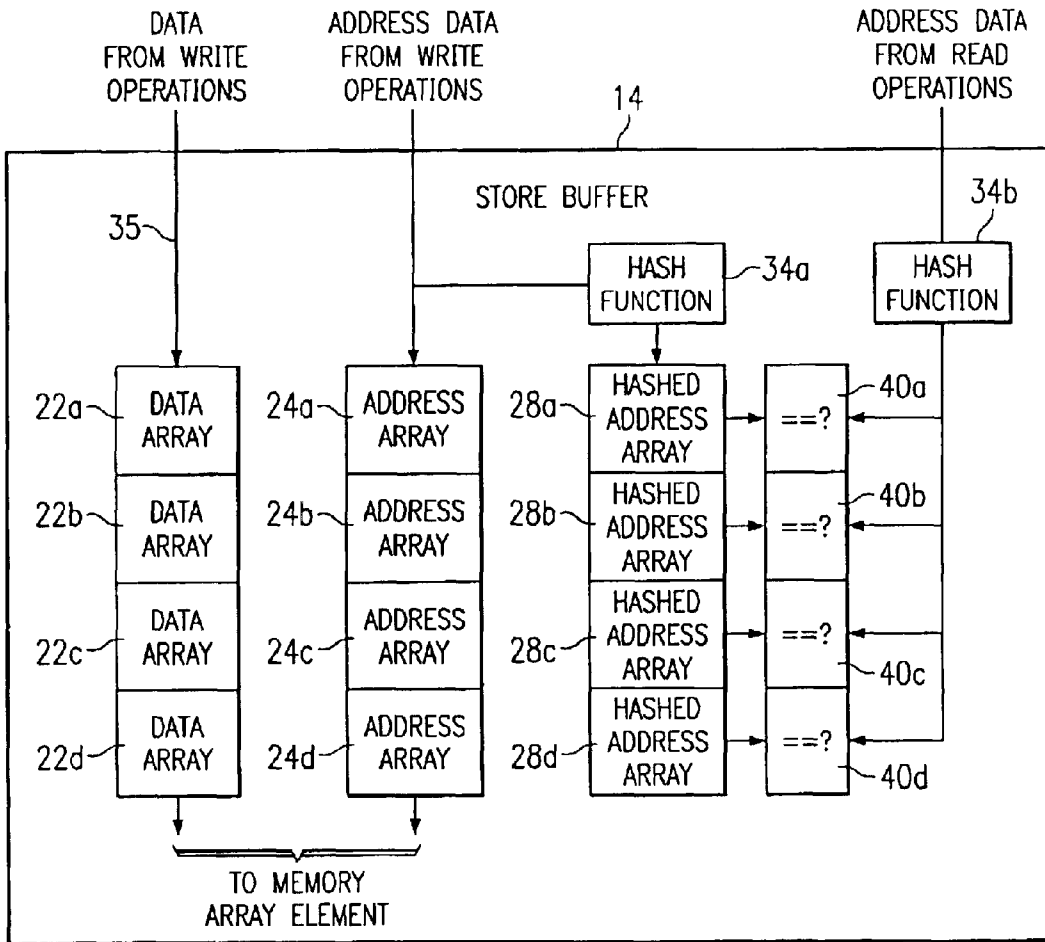 DATA
FROM WRITE
OPERATIONS
ADDRESS DATA
FROM WRITE
OPERATIONS
ADDRESS DATA
FROM READ
OPERATIONS
14
STORE BUFFER
35
34a
34b
HASH
FUNCTION
HASH
FUNCTION
22a
DATA
ARRAY
24a
ADDRESS
ARRAY
28a
HASHED
ADDRESS
ARRAY
==?
40a
22b
DATA
ARRAY
24b
ADDRESS
ARRAY
28b
HASHED
ADDRESS
ARRAY
==?
40b
22c
DATA
ARRAY
24c
ADDRESS
ARRAY
28c
HASHED
ADDRESS
ARRAY
==?
40c
22d
DATA
ARRAY
24d
ADDRESS
ARRAY
28d
HASHED
ADDRESS
ARRAY
==?
40d
TO MEMORY
ARRAY ELEMENT